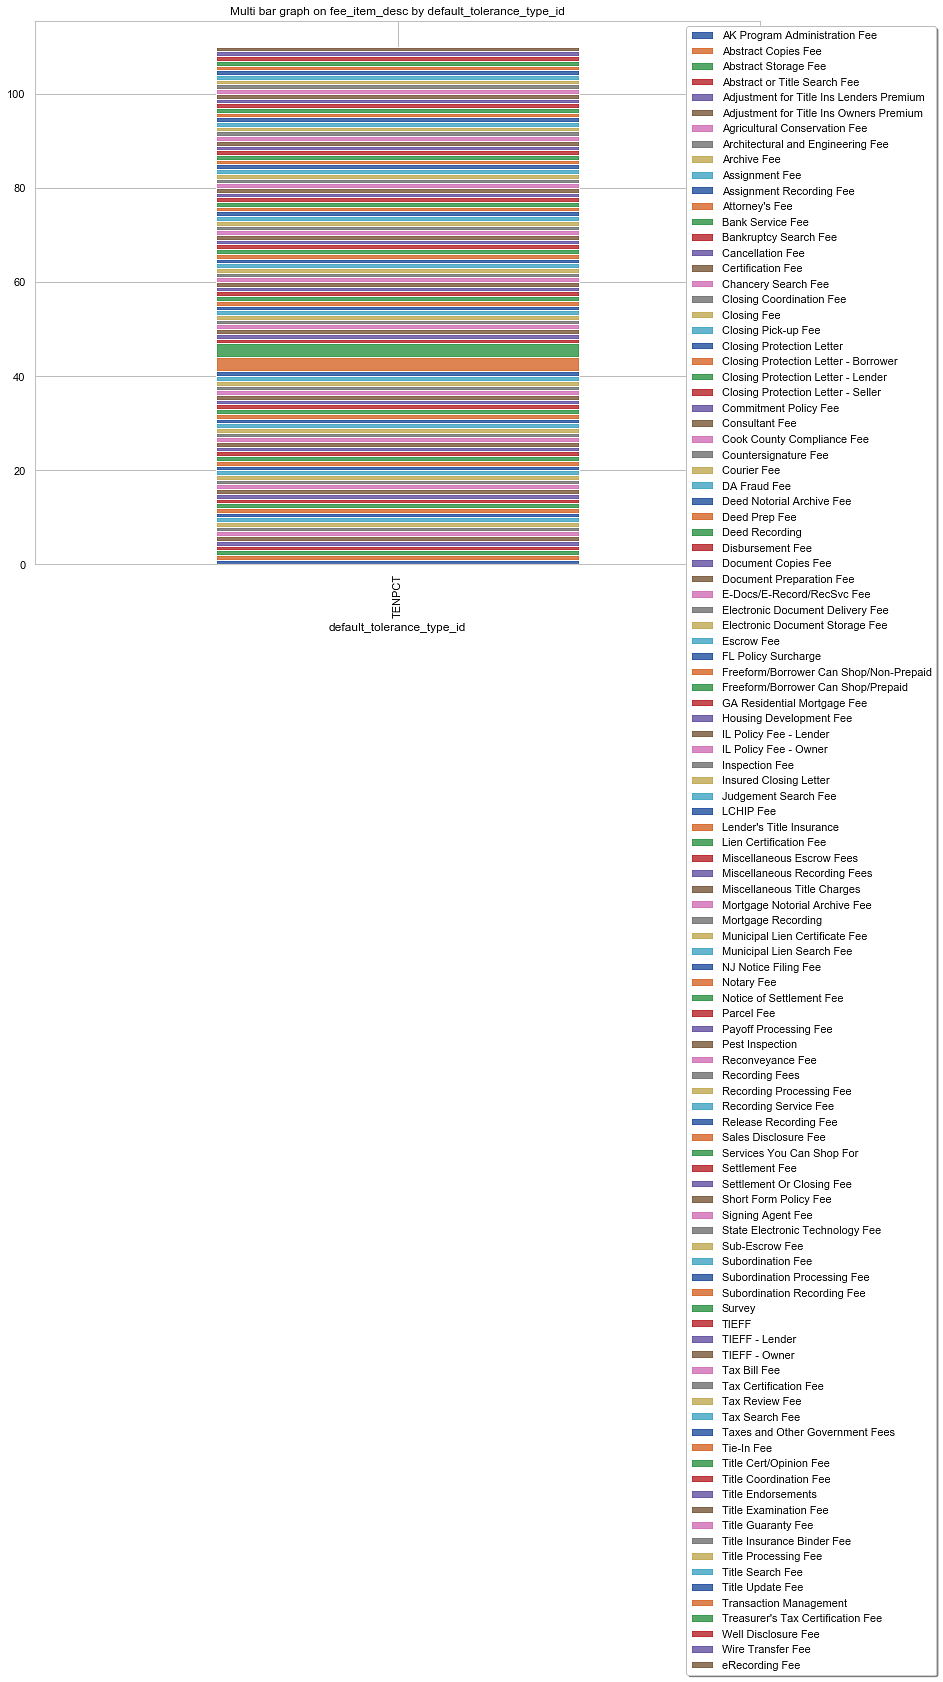 Multi bar graph on fee_item_desc by default_tolerance_type_id
100
80
60
40
20
0
TENPCT
default_tolerance_type_id
AK Program Administration Fee
Abstract Copies Fee
Abstract Storage Fee
Abstract or Title Search Fee
Adjustment for Title Ins Lenders Premium
Adjustment for Title Ins Owners Premium
Agricultural Conservation Fee
Architectural and Engineering Fee
Archive Fee
Assignment Fee
Assignment Recording Fee
Attorney's Fee
Bank Service Fee
Bankruptcy Search Fee
Cancellation Fee
Certification Fee
Chancery Search Fee
Closing Coordination Fee
Closing Fee
Closing Pick-up Fee
Closing Protection Letter
Closing Protection Letter - Borrower
Closing Protection Letter - Lender
Closing Protection Letter - Seller
Commitment Policy Fee
Consultant Fee
Cook County Compliance Fee
Countersignature Fee
Courier Fee
DA Fraud Fee
Deed Notorial Archive Fee
Deed Prep Fee
Deed Recording
Disbursement Fee
Document Copies Fee
Document Preparation Fee
E-Docs/E-Record/RecSvc Fee
Electronic Document Delivery Fee
Electronic Document Storage Fee
Escrow Fee
FL Policy Surcharge
Freeform/Borrower Can Shop/Non-Prepaid
Freeform/Borrower Can Shop/Prepaid
GA Residential Mortgage Fee
Housing Development Fee
IL Policy Fee - Lender
IL Policy Fee - Owner
Inspection Fee
Insured Closing Letter
Judgement Search Fee
LCHIP Fee
Lender's Title Insurance
Lien Certification Fee
Miscellaneous Escrow Fees
Miscellaneous Recording Fees
Miscellaneous Title Charges
Mortgage Notorial Archive Fee
Mortgage Recording
Municipal Lien Certificate Fee
Municipal Lien Search Fee
NJ Notice Filing Fee
Notary Fee
Notice of Settlement Fee
Parcel Fee
Payoff Processing Fee
Pest Inspection
Reconveyance Fee
Recording Fees
Recording Processing Fee
Recording Service Fee
Release Recording Fee
Sales Disclosure Fee
Services You Can Shop For
Settlement Fee
Settlement Or Closing Fee
Short Form Policy Fee
Signing Agent Fee
State Electronic Technology Fee
Sub-Escrow Fee
Subordination Fee
Subordination Processing Fee
Subordination Recording Fee
Survey
TIEFF
TIEFF - Lender
TIEFF - Owner
Tax Bill Fee
Tax Certification Fee
Tax Review Fee
Tax Search Fee
Taxes and Other Government Fees
Tie-In Fee
Title Cert/Opinion Fee
Title Coordination Fee
Title Endorsements
Title Examination Fee
Title Guaranty Fee
Title Insurance Binder Fee
Title Processing Fee
Title Search Fee
Title Update Fee
Transaction Management
Treasurer's Tax Certification Fee
Well Disclosure Fee
Wire Transfer Fee
eRecording Fee